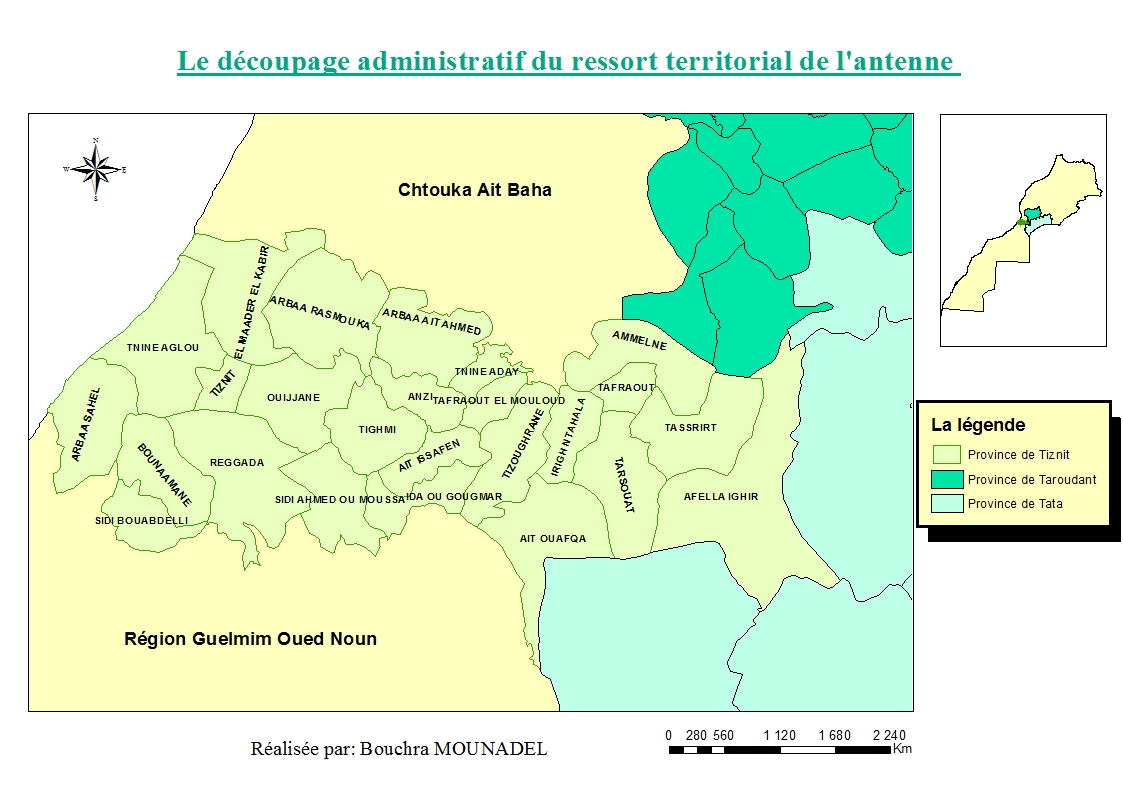 Le découpage administratif du ressort territorial de l'antenne
N
W
E
S
Chtouka Ait Baha
EL MAADER EL KABIR
ARBAA RASMOUKA
ARBAA AIT AHMED
AMMELNE
TNINE AGLOU
TNINE ADAY
TIZNIT
TAFRAOUT
OUIJJANE
ANZI
TAFRAOUT EL MOULOUD
ARBAA SAHEL
TIGHMI
TIZOUGHRANE
IRIGH NTAHALA
TASSRIRT
BOUNAAMANE
REGGADA
AIT ISSAFEN
TARSOUAT
SIDI AHMED OU MOUSSA
IDA OU GOUGMAR
AFELLA IGHIR
SIDI BOUABDELLI
AIT OUAFQA
Région Guelmim Oued Noun
La légende
Province de Tiznit
Province de Taroudant
Province de Tata
Réalisée par: Bouchra MOUNADEL
0 280 560 1 120 1 680 2 240
Km